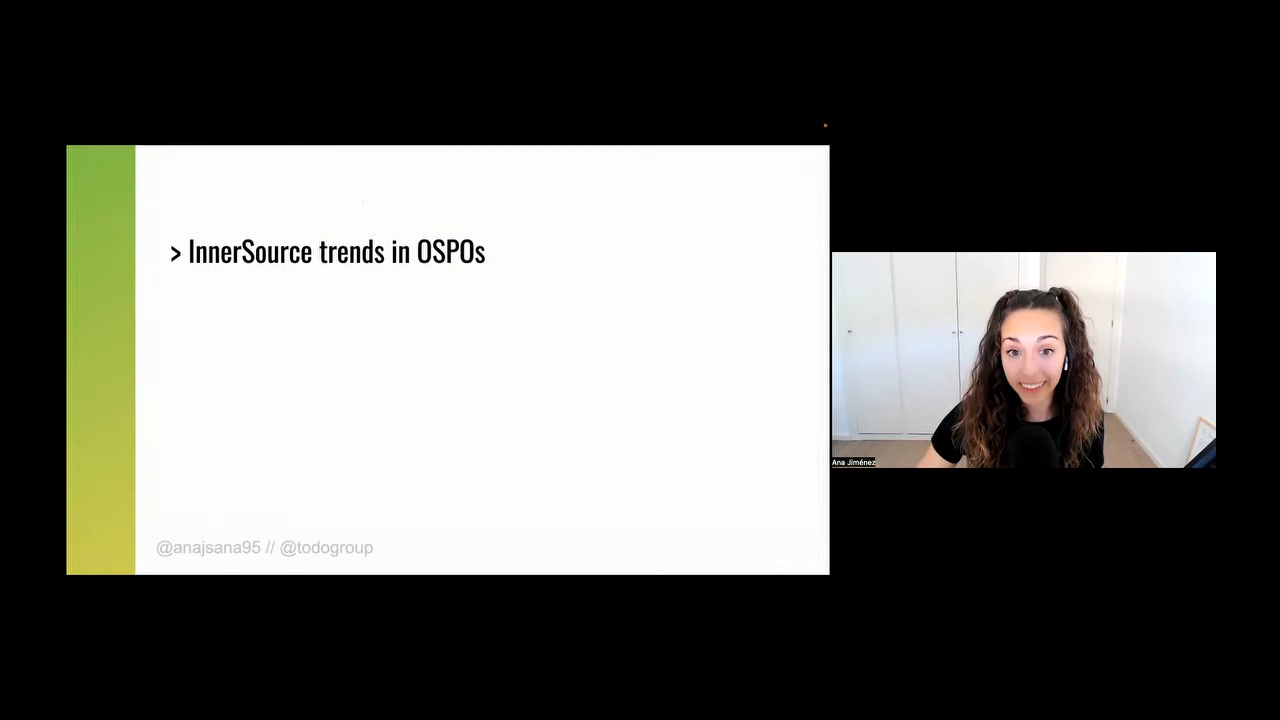 > InnerSource trends in OSPOs
@anajsana95 // @todogroup
Ana Jiménez